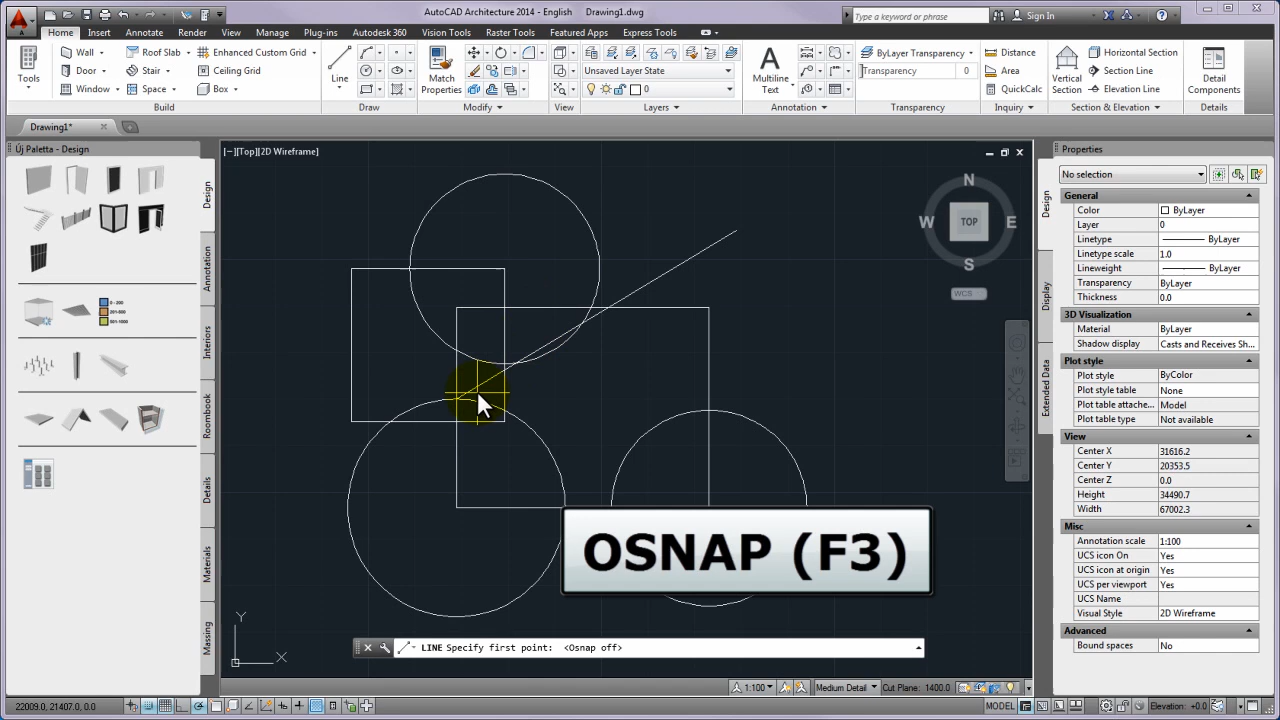 AutoCAD Architecture 2014 - English Drawing1.dwg
Type a keyword or phrase
Sign In
Home Insert Annotate Render View Manage Plug-ins Autodesk 360 Vision Tools Raster Tools Featured Apps Express Tools
Tools
Wall
Door
Window
Roof Slab
Stair
Space
Enhanced Custom Grid
Ceiling Grid
Box
Build
Line
Draw
Match
Properties
Modify
View
Unsaved Layer State
0
Layers
A
Multiline
Text
Annotation
ByLayer Transparency
Transparency 0
Transparency
Distance
Area
QuickCalc
Inquiry
Vertical
Section
Horizontal Section
Section Line
Elevation Line
Section & Elevation
Detail
Components
Details
Drawing1*
Új Paletta - Design
0 - 200
201-500
501-1000
Design
Annotation
Interiors
Roombook
Details
Materials
Massing
[−][Top][2D Wireframe]
N
W TOP E
S
WCS
OSNAP (F3)
Y
X
LINE Specify first point: <Osnap off>
Properties
No selection
Design
Display
Extended Data
General
Color ByLayer
Layer 0
Linetype ByLayer
Linetype scale 1.0
Lineweight ByLayer
Transparency ByLayer
Thickness 0.0
3D Visualization
Material ByLayer
Shadow display Casts and Receives Sh...
Plot style
Plot style ByColor
Plot style table None
Plot table attache... Model
Plot table type Not available
View
Center X 31616.2
Center Y 20353.5
Center Z 0.0
Height 34490.7
Width 67002.3
Misc
Annotation scale 1:100
UCS icon On Yes
UCS icon at origin Yes
UCS per viewport Yes
UCS Name
Visual Style 2D Wireframe
Advanced
Bound spaces No
1:100 Medium Detail Cut Plane: 1400.0
22009.0, 21407.0, 0.0
MODEL
Elevation: +0.0